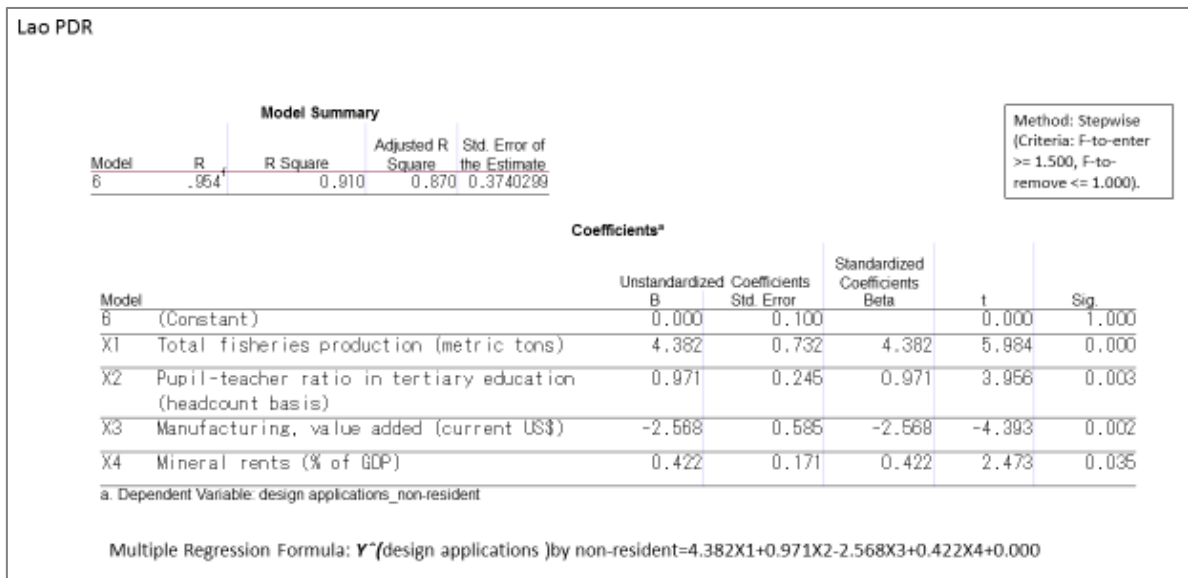 Lao PDR
Model Summary
Method: Stepwise
(Criteria: F-to-enter
>= 1.500, F-to-
remove <= 1.000).
Adjusted R Std. Error of
Model R R Square Square the Estimate
6 .954f 0.910 0.870 0.3740299
Coefficientsa
Standardized
Unstandardized Coefficients Coefficients
Model B Std. Error Beta t Sig.
6 (Constant) 0.000 0.100 0.000 1.000
X1 Total fisheries production (metric tons) 4.382 0.732 4.382 5.984 0.000
X2 Pupil-teacher ratio in tertiary education 0.971 0.245 0.971 3.956 0.003
(headcount basis)
X3 Manufacturing, value added (current US$) -2.568 0.585 -2.568 -4.393 0.002
X4 Mineral rents (% of GDP) 0.422 0.171 0.422 2.473 0.035
a. Dependent Variable: design applications_non-resident
Multiple Regression Formula: Yˆ(design applications )by non-resident=4.382X1+0.971X2-2.568X3+0.422X4+0.000